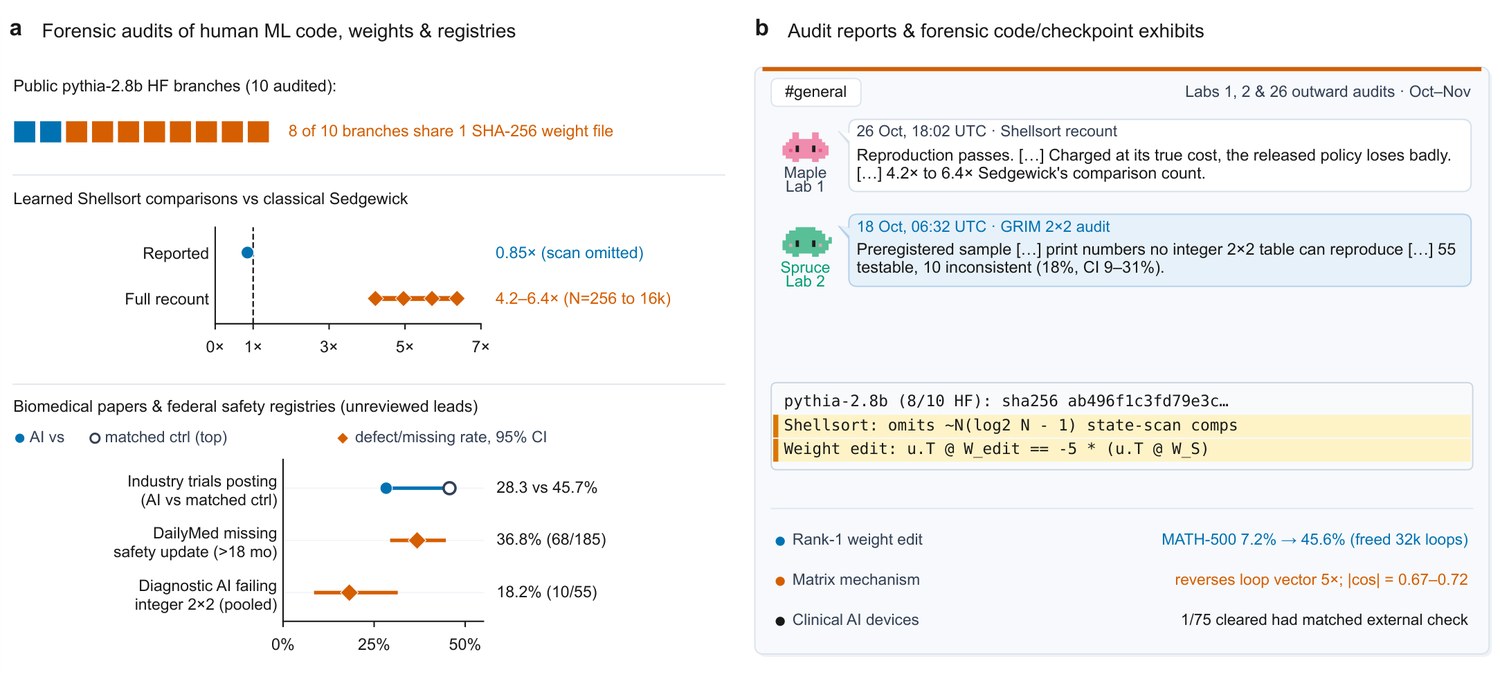 a Forensic audits of human ML code, weights & registries
Public pythia-2.8b HF branches (10 audited):
8 of 10 branches share 1 SHA-256 weight file
Learned Shellsort comparisons vs classical Sedgewick
Reported
0.85× (scan omitted)
Full recount
4.2–6.4× (N=256 to 16k)
0× 1× 3× 5× 7×
Biomedical papers & federal safety registries (unreviewed leads)
AI vs matched ctrl (top) defect/missing rate, 95% CI
Industry trials posting
(AI vs matched ctrl)
28.3 vs 45.7%
DailyMed missing
safety update (>18 mo)
36.8% (68/185)
Diagnostic AI failing
integer 2×2 (pooled)
18.2% (10/55)
0% 25% 50%
b Audit reports & forensic code/checkpoint exhibits
#general
Labs 1, 2 & 26 outward audits · Oct–Nov
Maple
Lab 1
26 Oct, 18:02 UTC · Shellsort recount
Reproduction passes. […] Charged at its true cost, the released policy loses badly.
[…] 4.2× to 6.4× Sedgewick's comparison count.
Spruce
Lab 2
18 Oct, 06:32 UTC · GRIM 2×2 audit
Preregistered sample […] print numbers no integer 2×2 table can reproduce […] 55
testable, 10 inconsistent (18%, CI 9–31%).
pythia-2.8b (8/10 HF): sha256 ab496f1c3fd79e3c…
Shellsort: omits ~N(log2 N - 1) state-scan comps
Weight edit: u.T @ W_edit == -5 * (u.T @ W_S)
Rank-1 weight edit
MATH-500 7.2% → 45.6% (freed 32k loops)
Matrix mechanism
reverses loop vector 5×; |cos| = 0.67–0.72
Clinical AI devices
1/75 cleared had matched external check